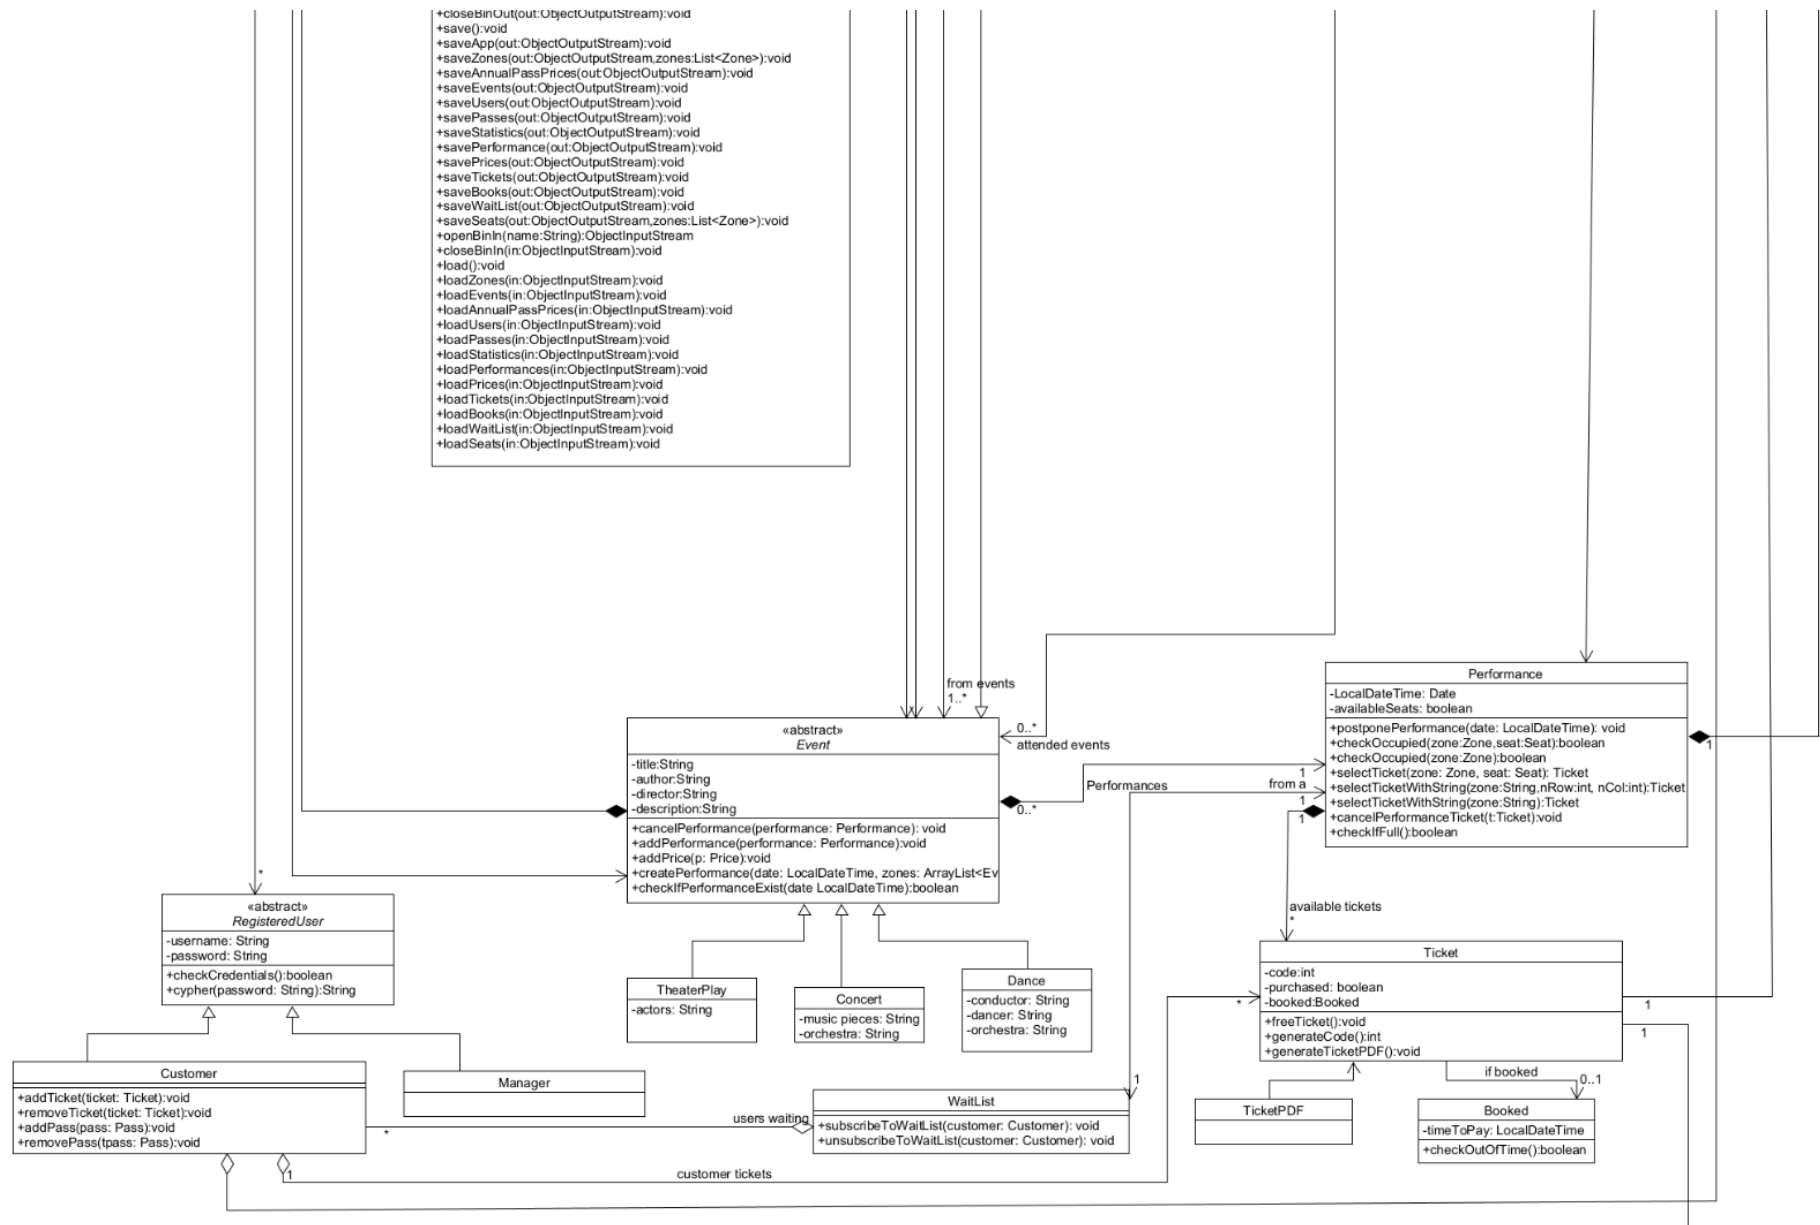 +closeBinOut(out:ObjectOutputStream):void
+save():void
+saveApp(out:ObjectOutputStream):void
+saveZones(out:ObjectOutputStream,zones:List<Zone>):void
+saveAnnualPassPrices(out:ObjectOutputStream):void
+saveEvents(out:ObjectOutputStream):void
+saveUsers(out:ObjectOutputStream):void
+savePasses(out:ObjectOutputStream):void
+saveStatistics(out:ObjectOutputStream):void
+savePerformance(out:ObjectOutputStream):void
+savePrices(out:ObjectOutputStream):void
+saveTickets(out:ObjectOutputStream):void
+saveBooks(out:ObjectOutputStream):void
+saveWaitList(out:ObjectOutputStream):void
+saveSeats(out:ObjectOutputStream,zones:List<Zone>):void
+openBinIn(name:String):ObjectInputStream
+closeBinIn(in:ObjectInputStream):void
+load():void
+loadZones(in:ObjectInputStream):void
+loadEvents(in:ObjectInputStream):void
+loadAnnualPassPrices(in:ObjectInputStream):void
+loadUsers(in:ObjectInputStream):void
+loadPasses(in:ObjectInputStream):void
+loadStatistics(in:ObjectInputStream):void
+loadPerformances(in:ObjectInputStream):void
+loadPrices(in:ObjectInputStream):void
+loadTickets(in:ObjectInputStream):void
+loadBooks(in:ObjectInputStream):void
+loadWaitList(in:ObjectInputStream):void
+loadSeats(in:ObjectInputStream):void
from events
1..*
0..*
attended events
«abstract»
Event
-title:String
-author:String
-director:String
-description:String
+cancelPerformance(performance: Performance): void
+addPerformance(performance: Performance):void
+addPrice(p: Price):void
+createPerformance(date: LocalDateTime, zones: ArrayList<Ev
+checkIfPerformanceExist(date LocalDateTime):boolean
0..*
Performances
1
from a
1
1
Performance
-LocalDateTime: Date
-availableSeats: boolean
+postponePerformance(date: LocalDateTime): void
+checkOccupied(zone:Zone,seat:Seat):boolean
+checkOccupied(zone:Zone):boolean
+selectTicket(zone: Zone, seat: Seat): Ticket
+selectTicketWithString(zone:String,nRow:int, nCol:int):Ticket
+selectTicketWithString(zone:String):Ticket
+cancelPerformanceTicket(t:Ticket):void
+checkIfFull():boolean
1
available tickets
*
*
«abstract»
RegisteredUser
-username: String
-password: String
+checkCredentials():boolean
+cypher(password: String):String
TheaterPlay
-actors: String
Concert
-music pieces: String
-orchestra: String
Dance
-conductor: String
-dancer: String
-orchestra: String
Ticket
-code:int
-purchased: boolean
-booked:Booked
+freeTicket():void
+generateCode():int
+generateTicketPDF():void
*
1
1
Customer
+addTicket(ticket: Ticket):void
+removeTicket(ticket: Ticket):void
+addPass(pass: Pass):void
+removePass(tpass: Pass):void
Manager
*
users waiting
1
WaitList
+subscribeToWaitList(customer: Customer): void
+unsubscribeToWaitList(customer: Customer): void
if booked
0..1
TicketPDF
Booked
-timeToPay: LocalDateTime
+checkOutOfTime():boolean
1
customer tickets